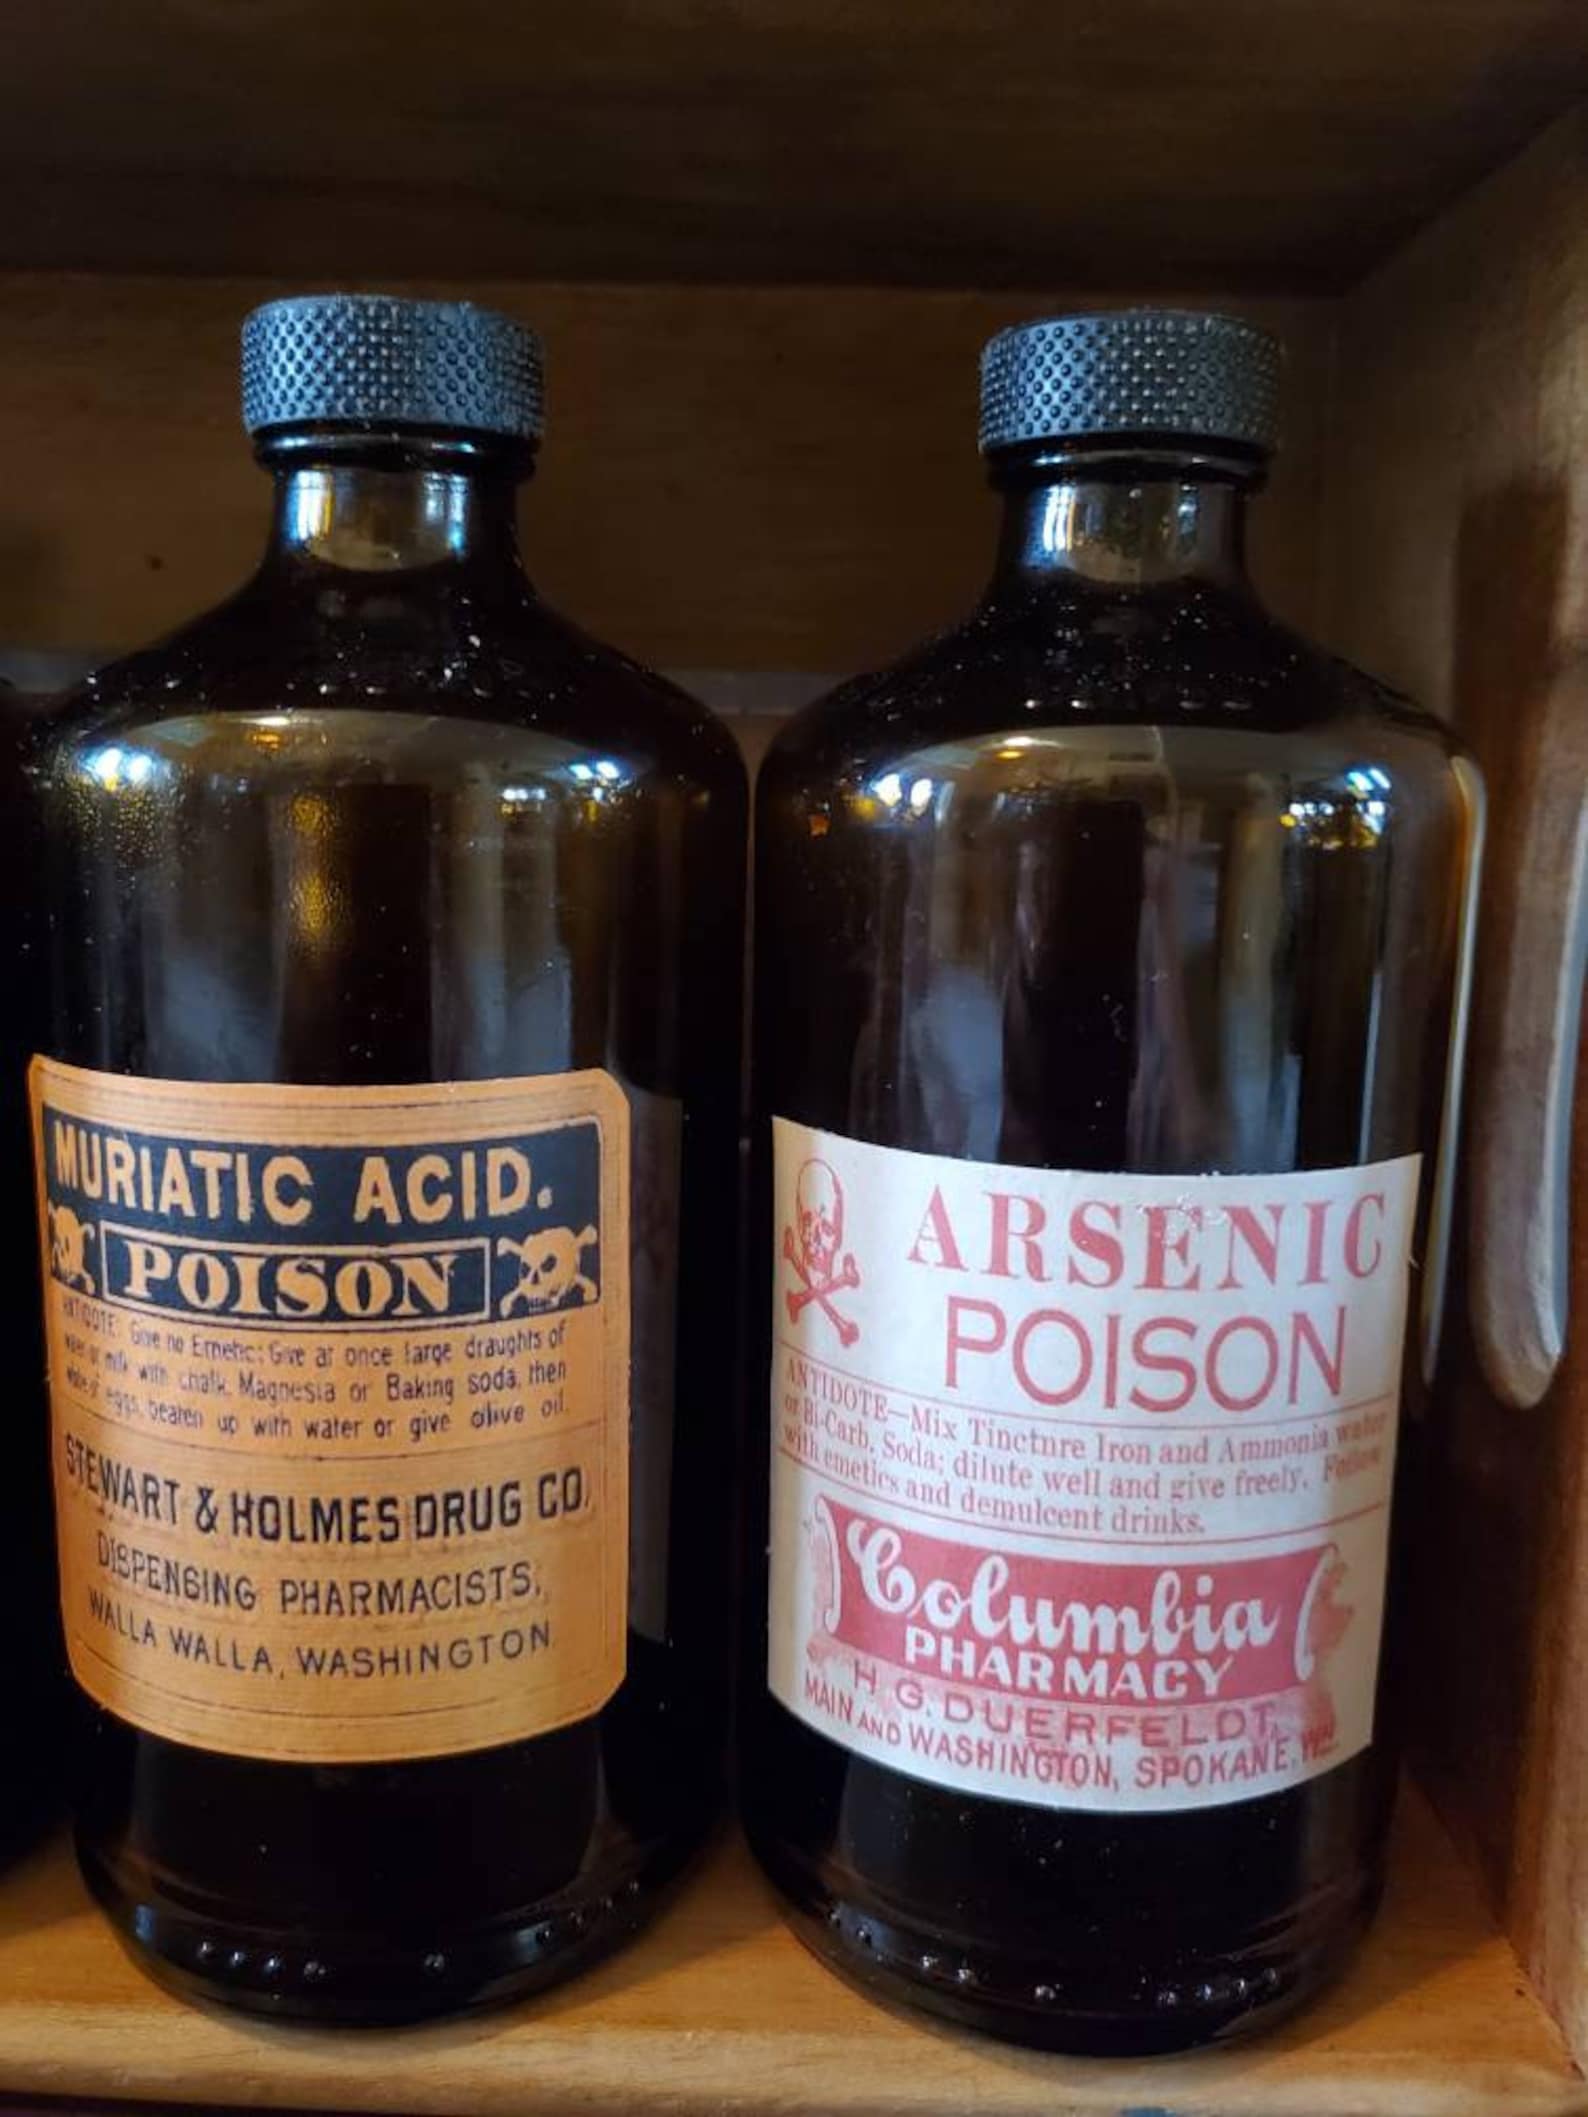 MURIATIC ACID.
POISON
ANTIDOTE: Give no Emetic; Give at once large draughts of
water or milk with chalk, Magnesia or Baking soda, then
white of eggs beaten up with water or give olive oil.
STEWART & HOLMES DRUG CO.
DISPENSING PHARMACISTS,
WALLA WALLA, WASHINGTON
ARSENIC
POISON
ANTIDOTE—Mix Tincture Iron and Ammonia water
or Bi-Carb. Soda; dilute well and give freely. Follow
with emetics and demulcent drinks.
Columbia
PHARMACY
H. G. DUERFELDT,
MAIN AND WASHINGTON, SPOKANE,